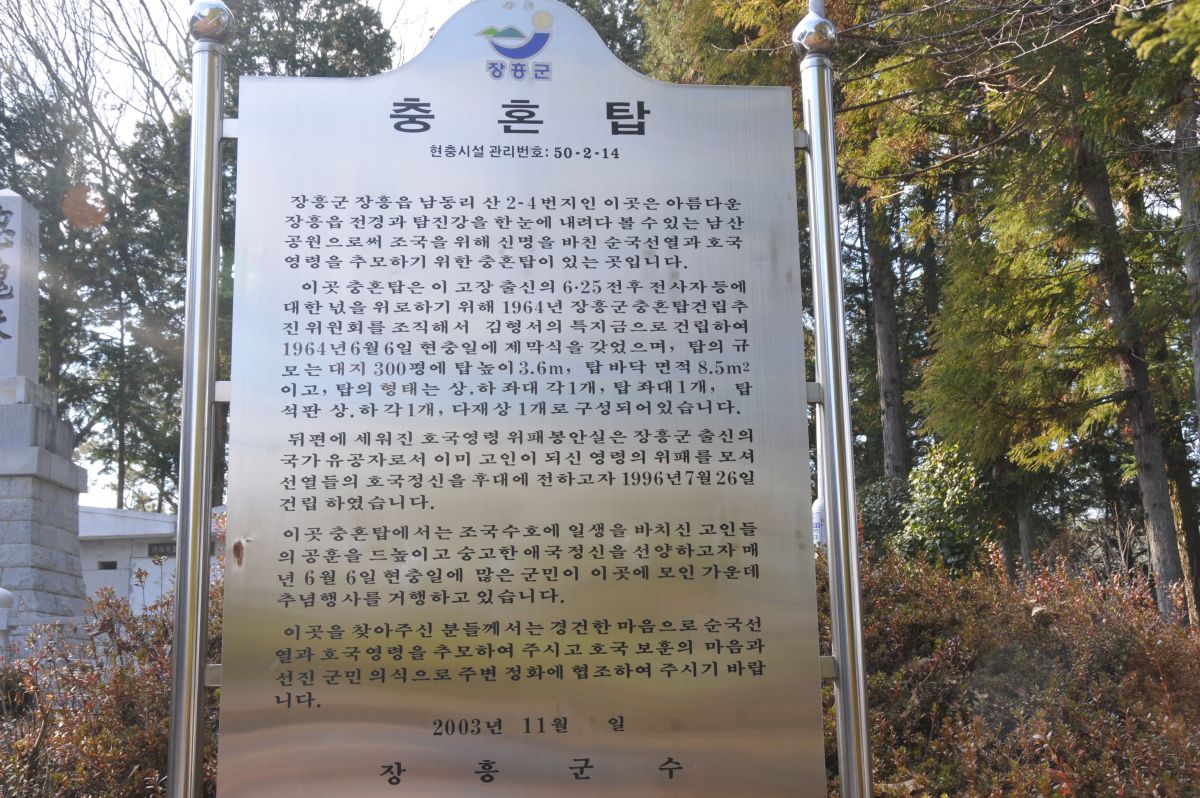 장흥군
충혼탑
현충시설 관리번호: 50-2-14
장흥군 장흥읍 남동리 산 2-4 번지인 이곳은 아름다운
장흥읍 전경과 탐진강을 한눈에 내려다 볼 수 있는 남산
공원으로써 조국을 위해 신명을 바친 순국선열과 호국
영령을 추모하기 위한 충혼탑이 있는 곳입니다.
이곳 충혼탑은 이 고장 출신의 6·25 전후 전사자 등에
대한 넋을 위로하기 위해 1964년 장흥군충혼탑건립추
진 위원회를 조직해서 김형서의 특지금으로 건립하여
1964년 6월 6일 현충일에 제막식을 갖었으며, 탑의 규
모는 대지 300평에 탑높이 3.6m, 탑 바닥 면적 8.5m²
이고, 탑의 형태는 상.하 좌대 각 1개, 탑 좌대 1개, 탑
석판 상.하 각 1개, 다재상 1개로 구성되어있습니다.
뒤편에 세워진 호국영령 위패봉안실은 장흥군 출신의
국가 유공자로서 이미 고인이 되신 영령의 위패를 모셔
선열들의 호국정신을 후대에 전하고자 1996년 7월 26일
건립 하였습니다.
이곳 충혼탑에서는 조국수호에 일생을 바치신 고인들
의 공훈을 드높이고 숭고한 애국정신을 선양하고자 매
년 6월 6일 현충일에 많은 군민이 이곳에 모인 가운데
추념행사를 거행하고 있습니다.
이곳을 찾아주신 분들께서는 경건한 마음으로 순국선
열과 호국영령을 추모하여 주시고 호국 보훈의 마음과
선진 군민 의식으로 주변 정화에 협조하여 주시기 바랍
니다.
2003년 11월 일
장흥군수